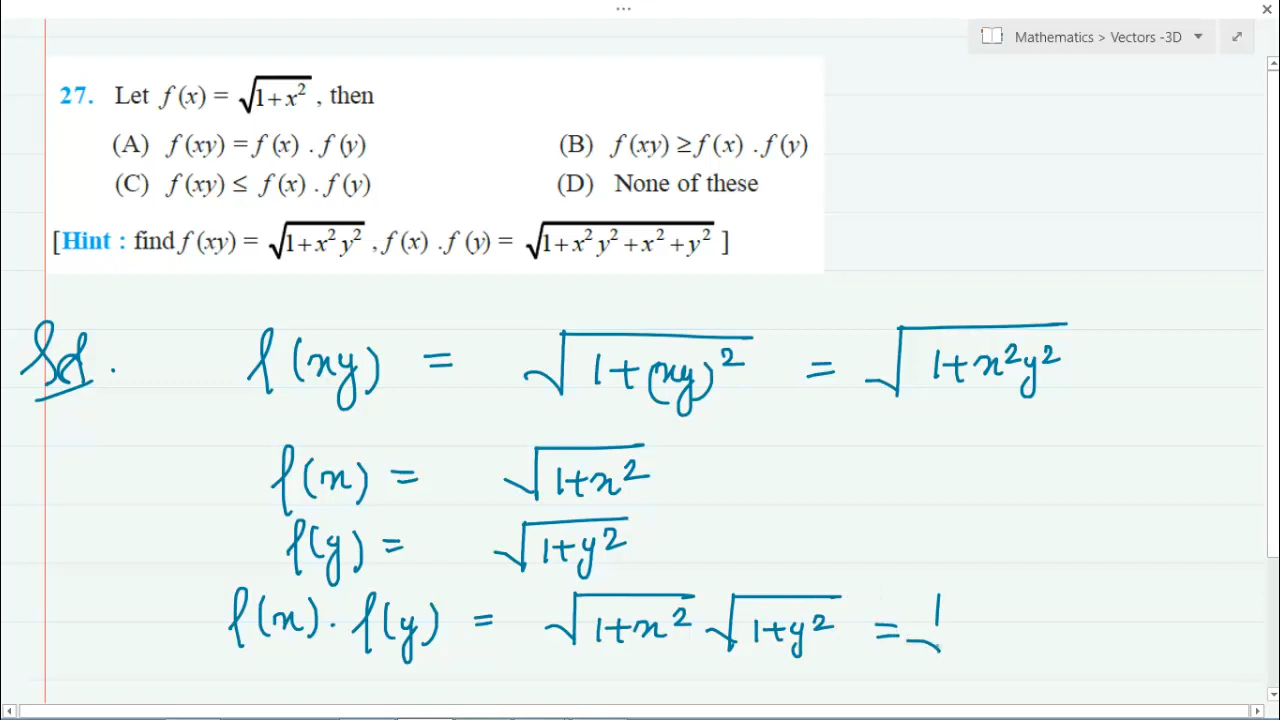 Mathematics > Vectors -3D
27. Let f(x) = √(1+x²) , then
(A) f(xy) = f(x) . f(y)
(B) f(xy) ≥ f(x) . f(y)
(C) f(xy) ≤ f(x) . f(y)
(D) None of these
[Hint : find f(xy) = √(1+x²y²) , f(x) . f(y) = √(1+x²y²+x²+y²) ]
Sol. f(xy) = √(1+(xy)²) = √(1+x²y²)
f(x) = √(1+x²)
f(y) = √(1+y²)
f(x) . f(y) = √(1+x²) √(1+y²) =